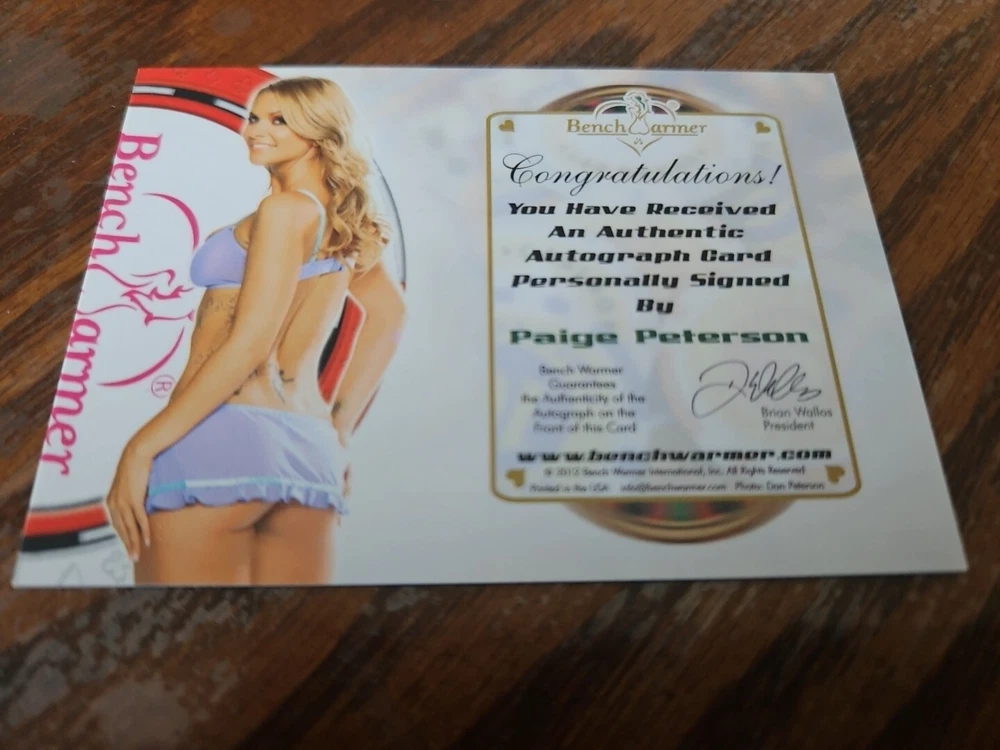 Bench Warmer ®
Bench Warmer
Congratulations!
You Have Received
An Authentic
Autograph Card
Personally Signed
By
Paige Peterson
Bench Warmer
Guarantees
the Authenticity of the
Autograph on the
Front of this Card
Brian Wallos
President
www.benchwarmer.com
© 2012 Bench Warmer International, Inc. All Rights Reserved
Printed in the USA info@benchwarmer.com Photo: Dan Peterson